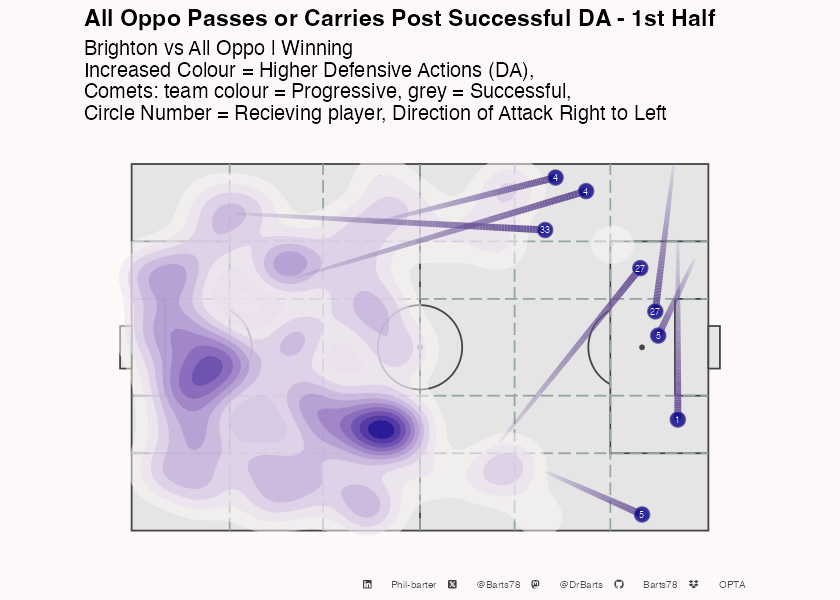 All Oppo Passes or Carries Post Successful DA - 1st Half
Brighton vs All Oppo | Winning
Increased Colour = Higher Defensive Actions (DA),
Comets: team colour = Progressive, grey = Successful,
Circle Number = Recieving player, Direction of Attack Right to Left
4
4
33
27
27
5
1
5
Phil-barter @Barts78 @DrBarts Barts78 OPTA